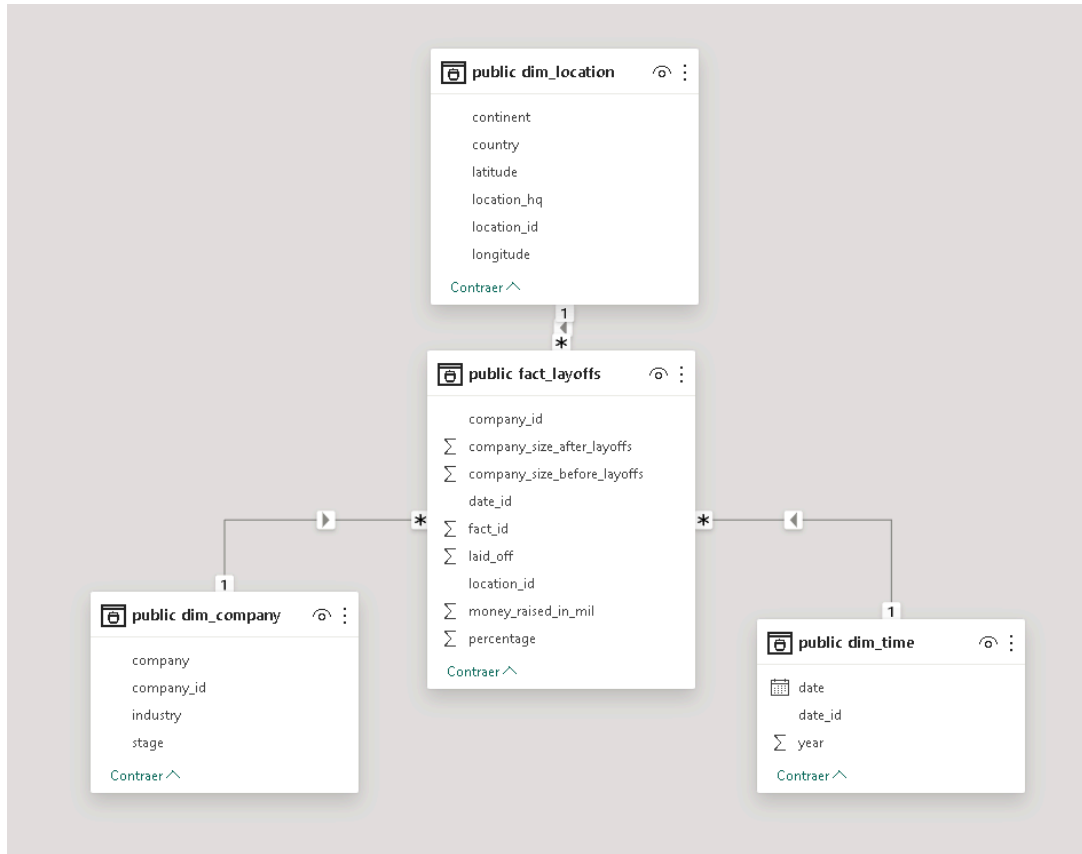 public dim_location
continent
country
latitude
location_hq
location_id
longitude
Contraer
1
*
public fact_layoffs
company_id
∑ company_size_after_layoffs
∑ company_size_before_layoffs
date_id
∑ fact_id
∑ laid_off
location_id
∑ money_raised_in_mil
∑ percentage
Contraer
*
*
1
public dim_company
company
company_id
industry
stage
Contraer
1
public dim_time
date
date_id
∑ year
Contraer